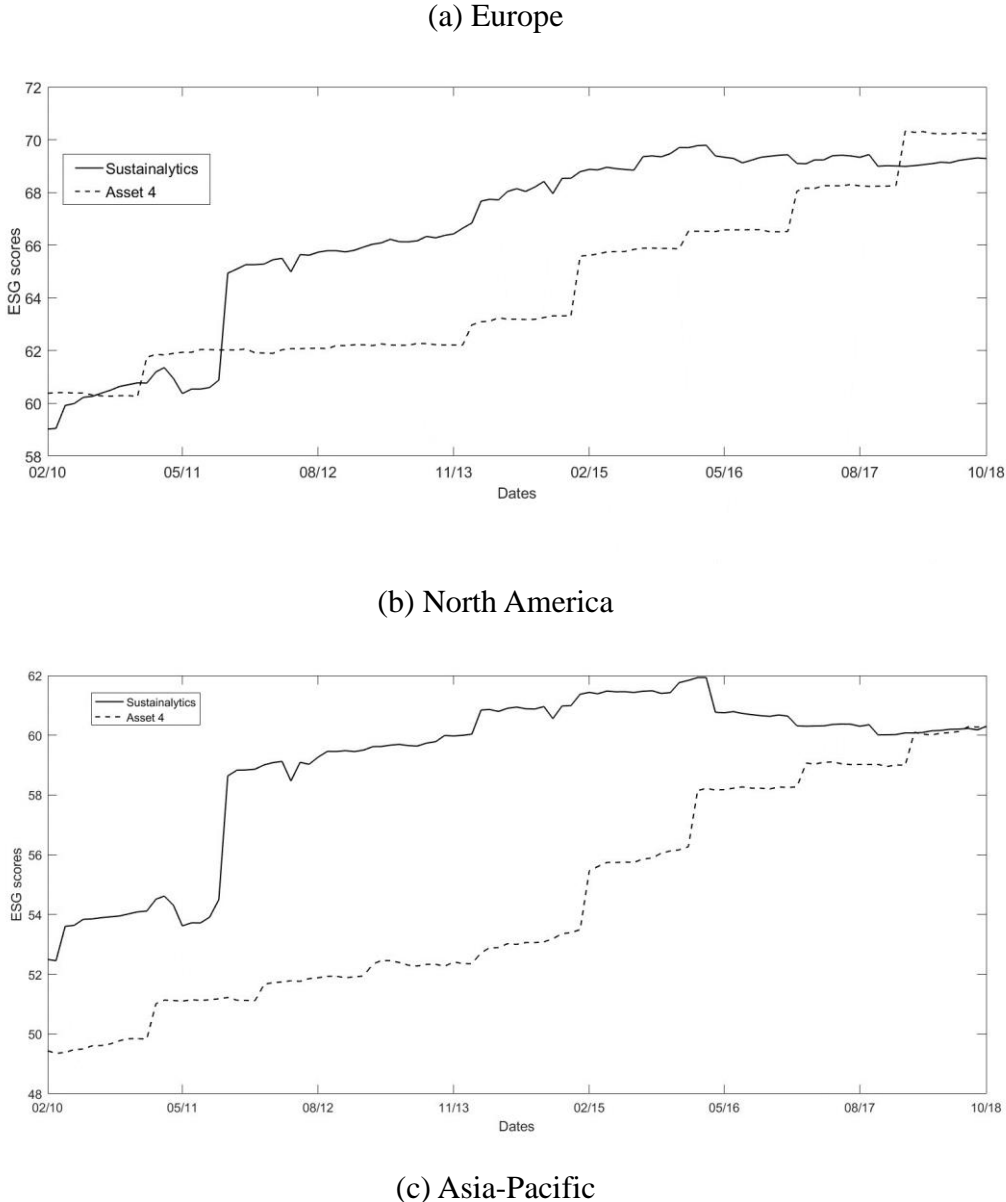 (a) Europe
72
70
68
66
64
62
60
58
ESG scores
Sustainalytics
Asset 4
02/10 05/11 08/12 11/13 02/15 05/16 08/17 10/18
Dates
(b) North America
62
60
58
56
54
52
50
48
ESG scores
Sustainalytics
Asset 4
02/10 05/11 08/12 11/13 02/15 05/16 08/17 10/18
Dates
(c) Asia-Pacific